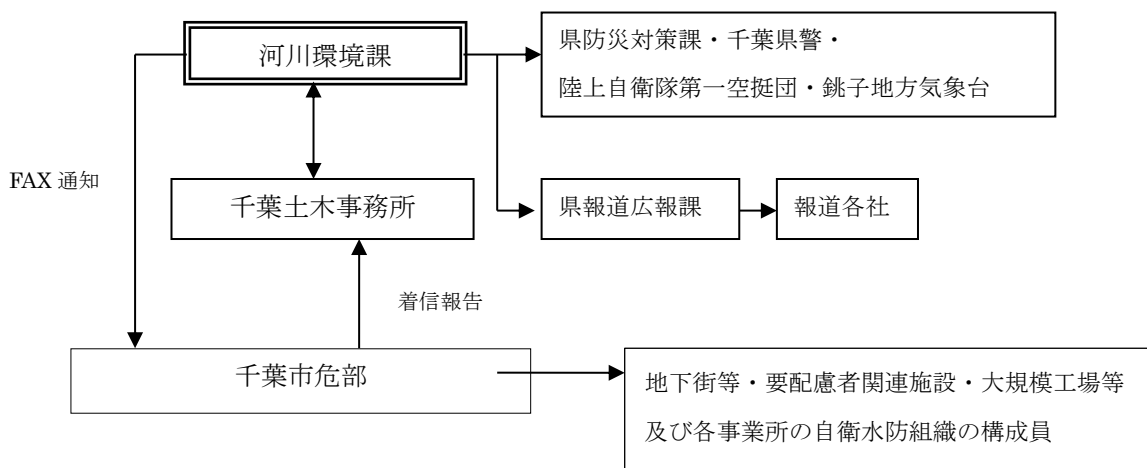 河川環境課
県防災対策課・千葉県警・
陸上自衛隊第一空挺団・銚子地方気象台
FAX 通知
千葉土木事務所
県報道広報課
報道各社
着信報告
千葉市危部
地下街等・要配慮者関連施設・大規模工場等
及び各事業所の自衛水防組織の構成員